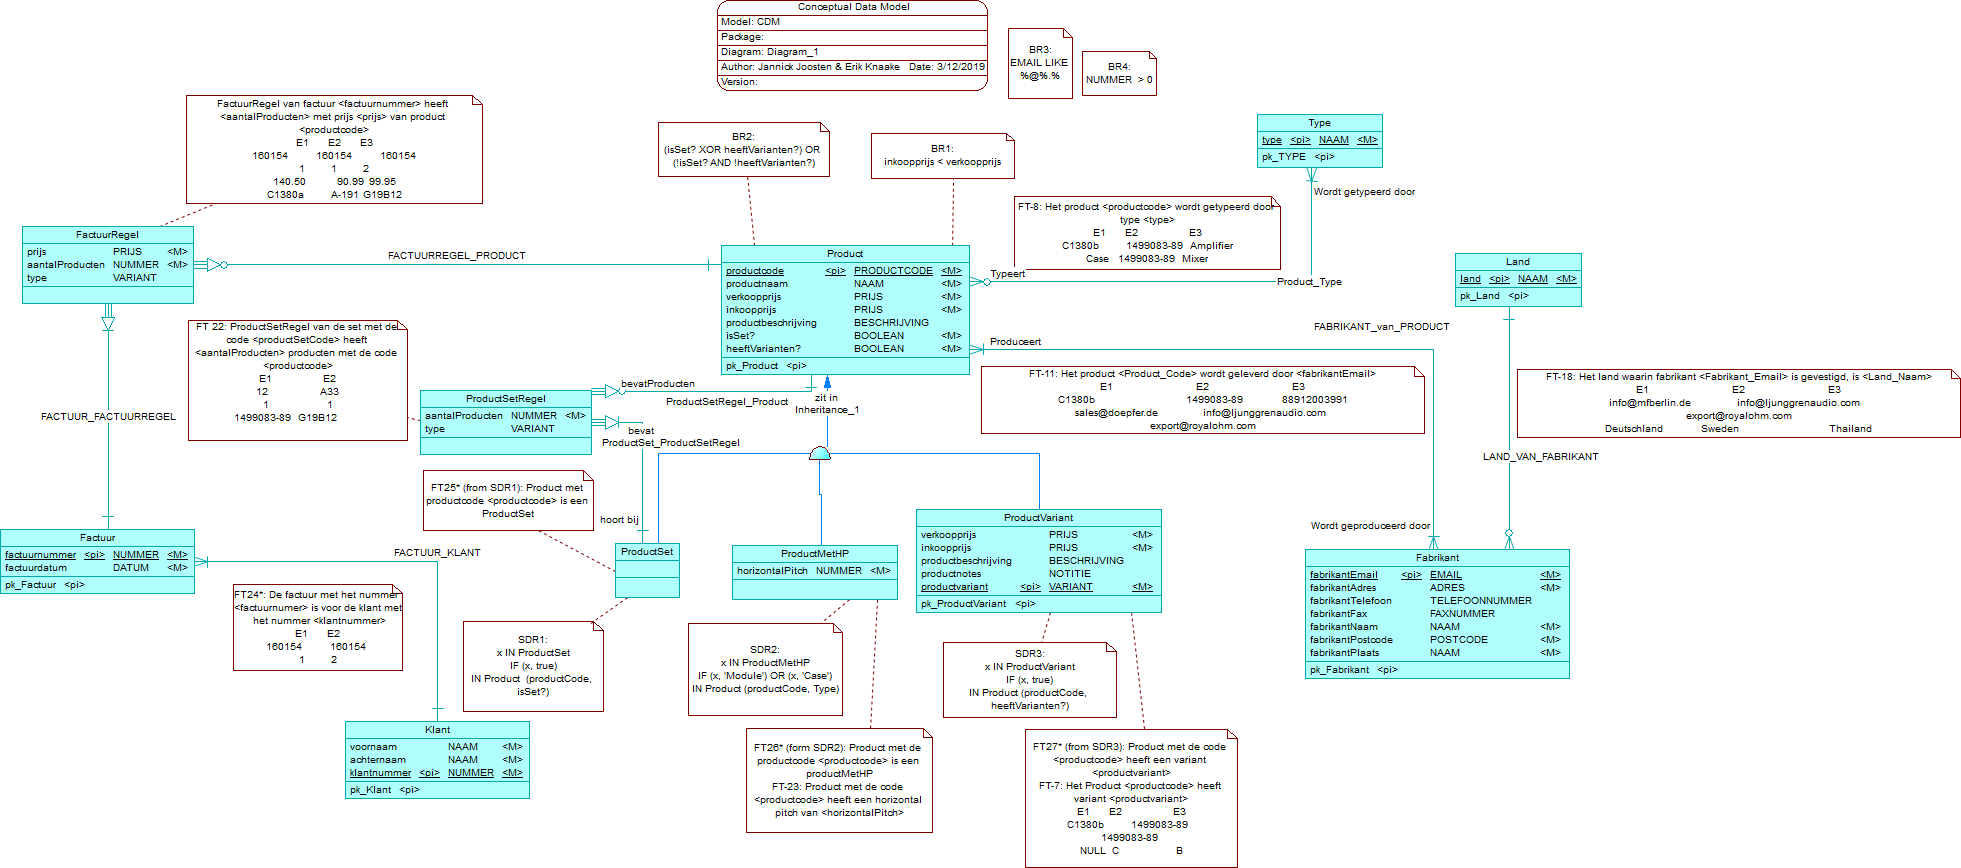 Conceptual Data Model
Model: CDM
Package:
Diagram: Diagram_1
Author: Jannick Joosten & Erik Knaake Date: 3/12/2019
Version:
BR3:
EMAIL LIKE
%@%.%
BR4:
NUMMER > 0
FactuurRegel van factuur <factuurnummer> heeft
<aantalProducten> met prijs <prijs> van product
<productcode>
E1 E2 E3
160154 160154 160154
1 1 2
140.50 90.99 99.95
C1380a A-191 G19B12
BR2:
(isSet? XOR heeftVarianten?) OR
(!isSet? AND !heeftVarianten?)
BR1:
inkoopprijs < verkoopprijs
Type
type <pi> NAAM <M>
pk_TYPE <pi>
Wordt getypeerd door
FT-8: Het product <productcode> wordt getypeerd door
type <type>
E1 E2 E3
C1380b 1499083-89 Amplifier
Case 1499083-89 Mixer
FactuurRegel
prijs PRIJS <M>
aantalProducten NUMMER <M>
type VARIANT
FACTUURREGEL_PRODUCT
Product
productcode <pi> PRODUCTCODE <M>
productnaam NAAM <M>
verkoopprijs PRIJS <M>
inkoopprijs PRIJS <M>
productbeschrijving BESCHRIJVING
isSet? BOOLEAN <M>
heeftVarianten? BOOLEAN <M>
pk_Product <pi>
Typeert
Product_Type
Land
land <pi> NAAM <M>
pk_Land <pi>
FABRIKANT_van_PRODUCT
Produceert
FT 22: ProductSetRegel van de set met de
code <productSetCode> heeft
<aantalProducten> producten met de code
<productcode>
E1 E2
12 A33
1 1
1499083-89 G19B12
FACTUUR_FACTUURREGEL
ProductSetRegel
aantalProducten NUMMER <M>
type VARIANT
bevatProducten
ProductSetRegel_Product
bevat
ProductSet_ProductSetRegel
zit in
Inheritance_1
FT-11: Het product <Product_Code> wordt geleverd door <fabrikantEmail>
E1 E2 E3
C1380b 1499083-89 88912003991
sales@doepfer.de info@ljunggrenaudio.com
export@royalohm.com
FT-18: Het land waarin fabrikant <Fabrikant_Email> is gevestigd, is <Land_Naam>
E1 E2 E3
info@mfberlin.de info@ljunggrenaudio.com
export@royalohm.com
Deutschland Sweden Thailand
LAND_VAN_FABRIKANT
FT25* (from SDR1): Product met
productcode <productcode> is een
ProductSet
hoort bij
ProductSet
ProductMetHP
horizontalPitch NUMMER <M>
ProductVariant
verkoopprijs PRIJS <M>
inkoopprijs PRIJS <M>
productbeschrijving BESCHRIJVING
productnotes NOTITIE
productvariant <pi> VARIANT <M>
pk_ProductVariant <pi>
Wordt geproduceerd door
Fabrikant
fabrikantEmail <pi> EMAIL <M>
fabrikantAdres ADRES <M>
fabrikantTelefoon TELEFOONNUMMER
fabrikantFax FAXNUMMER
fabrikantNaam NAAM <M>
fabrikantPostcode POSTCODE <M>
fabrikantPlaats NAAM <M>
pk_Fabrikant <pi>
Factuur
factuurnummer <pi> NUMMER <M>
factuurdatum DATUM <M>
pk_Factuur <pi>
FACTUUR_KLANT
FT24*: De factuur met het nummer
<factuurnumer> is voor de klant met
het nummer <klantnummer>
E1 E2
160154 160154
1 2
SDR1:
x IN ProductSet
IF (x, true)
IN Product (productCode,
isSet?)
SDR2:
x IN ProductMetHP
IF (x, 'Module') OR (x, 'Case')
IN Product (productCode, Type)
SDR3:
x IN ProductVariant
IF (x, true)
IN Product (productCode,
heeftVarianten?)
Klant
voornaam NAAM <M>
achternaam NAAM <M>
klantnummer <pi> NUMMER <M>
pk_Klant <pi>
FT26* (form SDR2): Product met de
productcode <productcode> is een
productMetHP
FT-23: Product met de code
<productcode> heeft een horizontal
pitch van <horizontalPitch>
FT27* (from SDR3): Product met de code
<productcode> heeft een variant
<productvariant>
FT-7: Het Product <productcode> heeft
variant <productvariant>
E1 E2 E3
C1380b 1499083-89
1499083-89
NULL C B